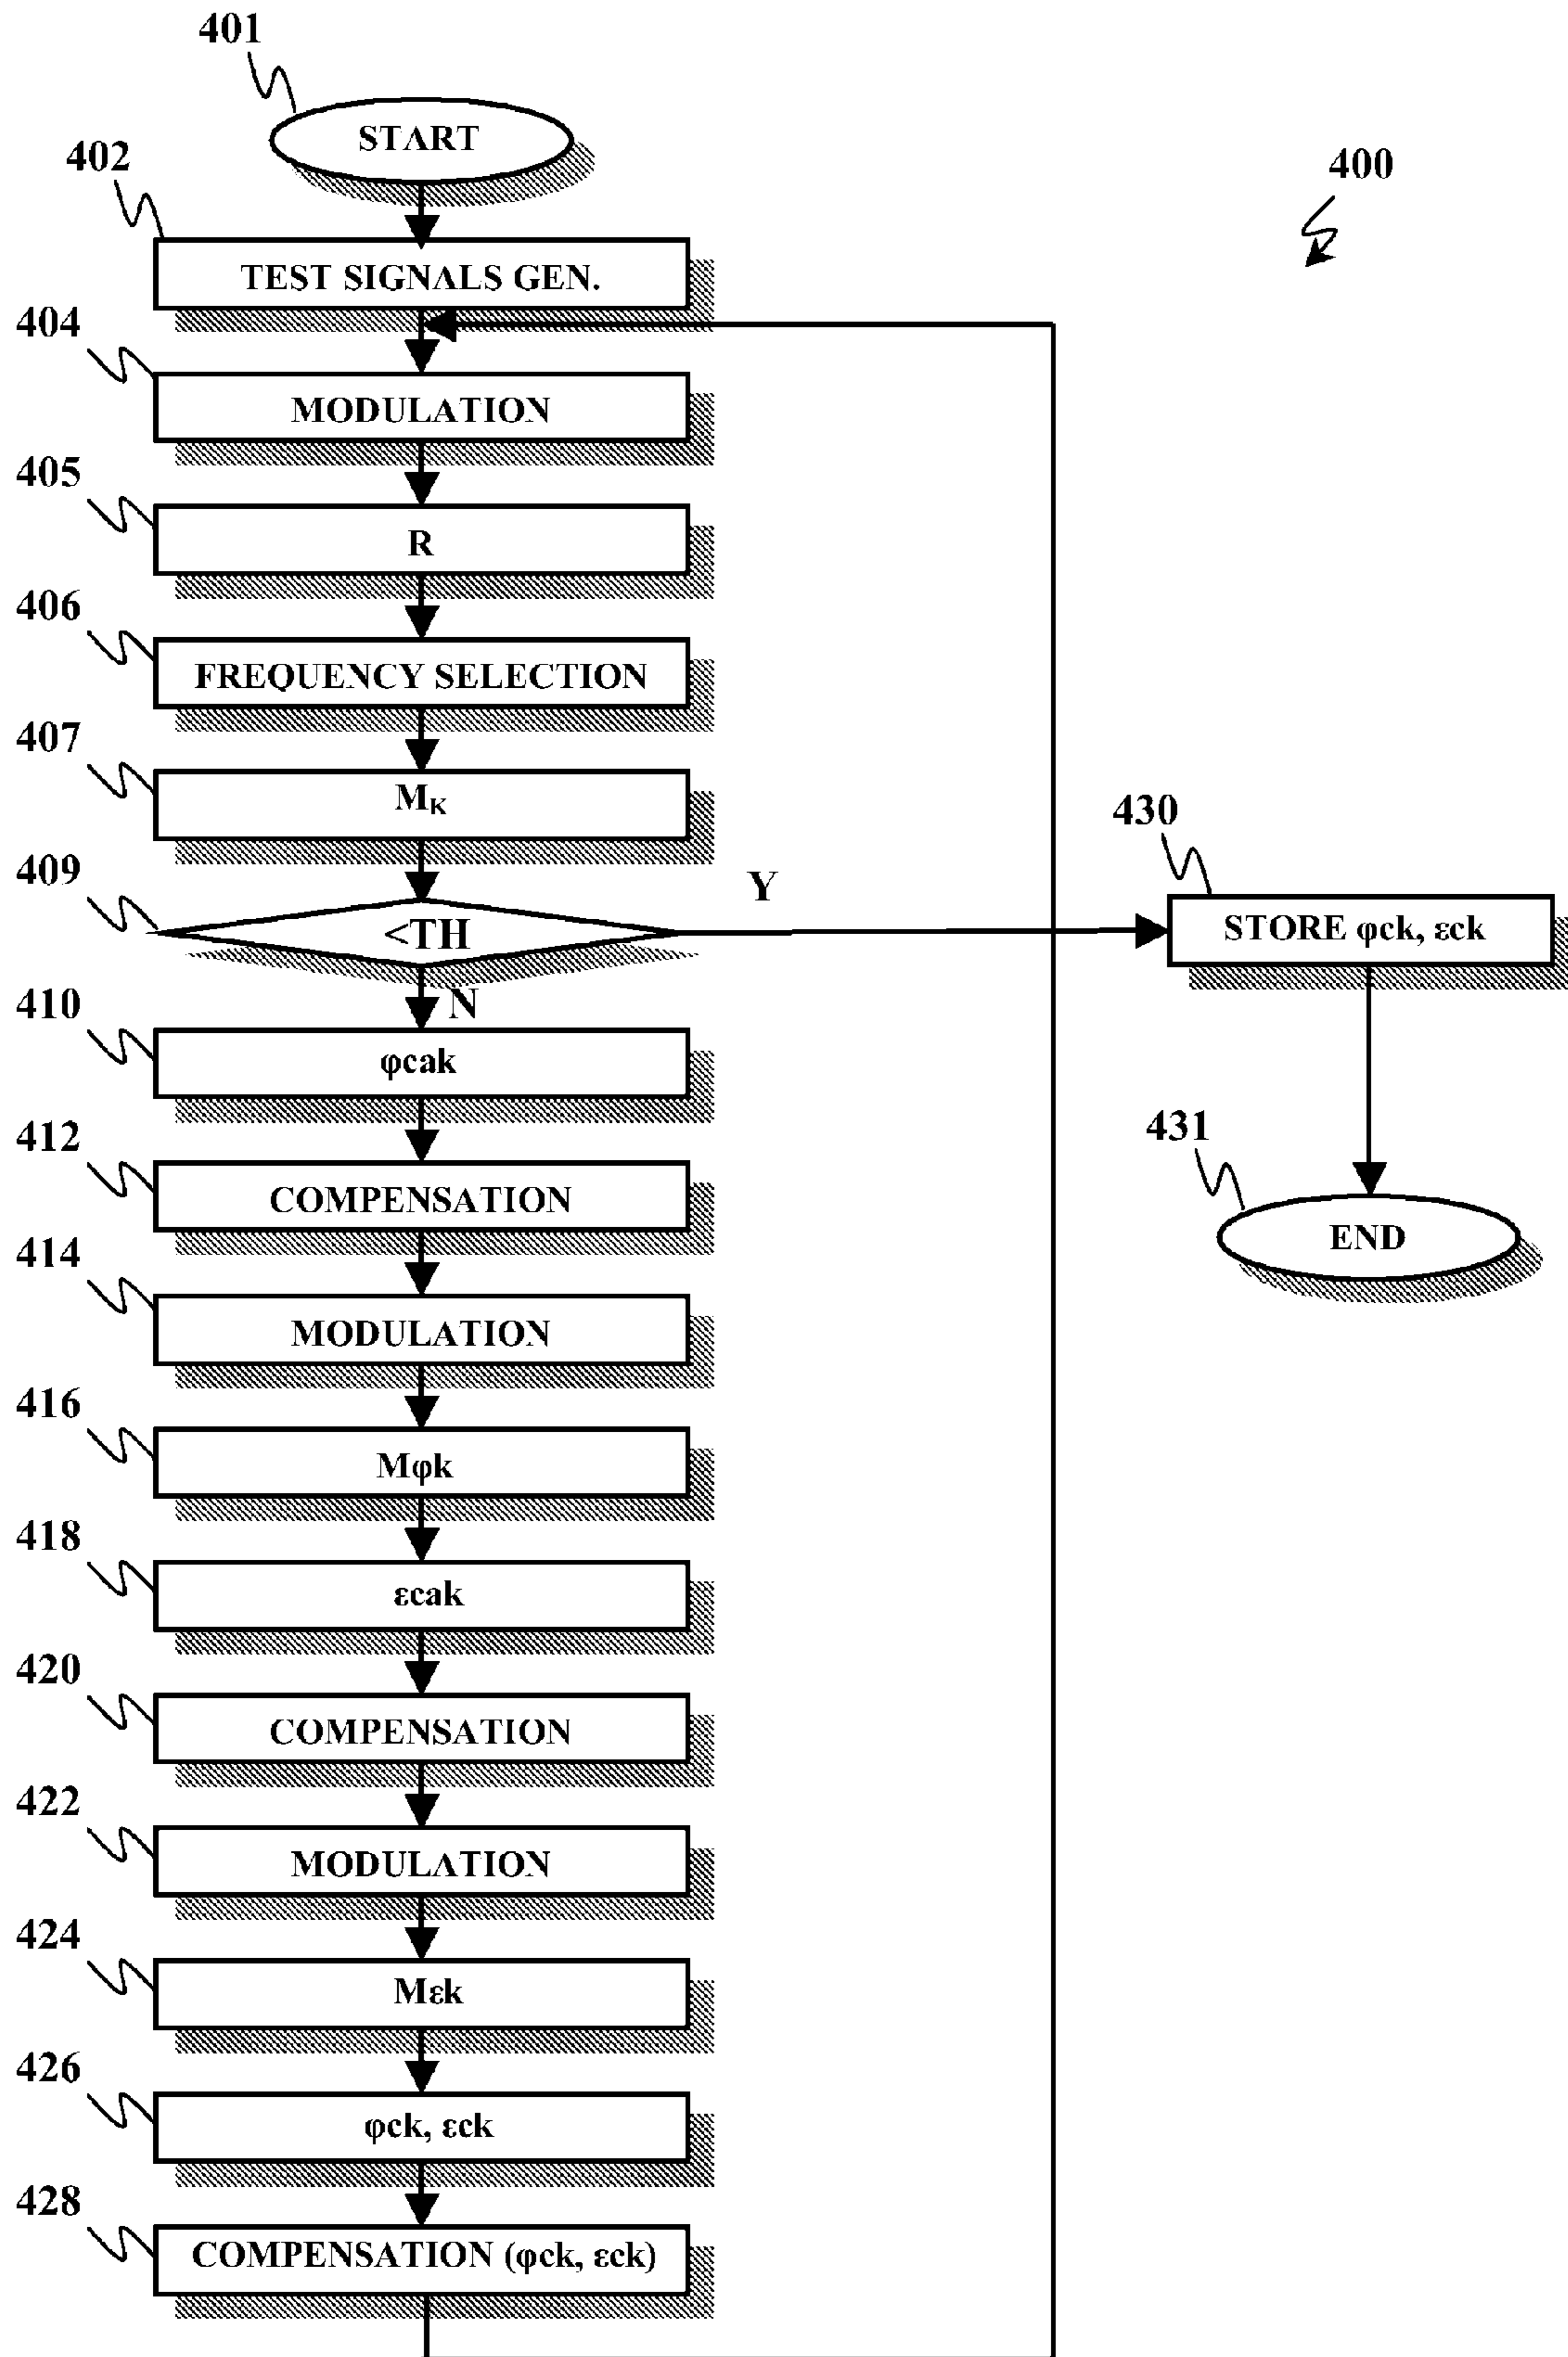 401
START
402
400
TEST SIGNALS GEN.
404
MODULATION
405
R
406
FREQUENCY SELECTION
407
MK
430
409
Y
<TH
STORE φck, εck
N
410
φcak
412
431
COMPENSATION
END
414
MODULATION
416
Mφk
418
εcak
420
COMPENSATION
422
MODULATION
424
Mεk
426
φck, εck
428
COMPENSATION (φck, εck)